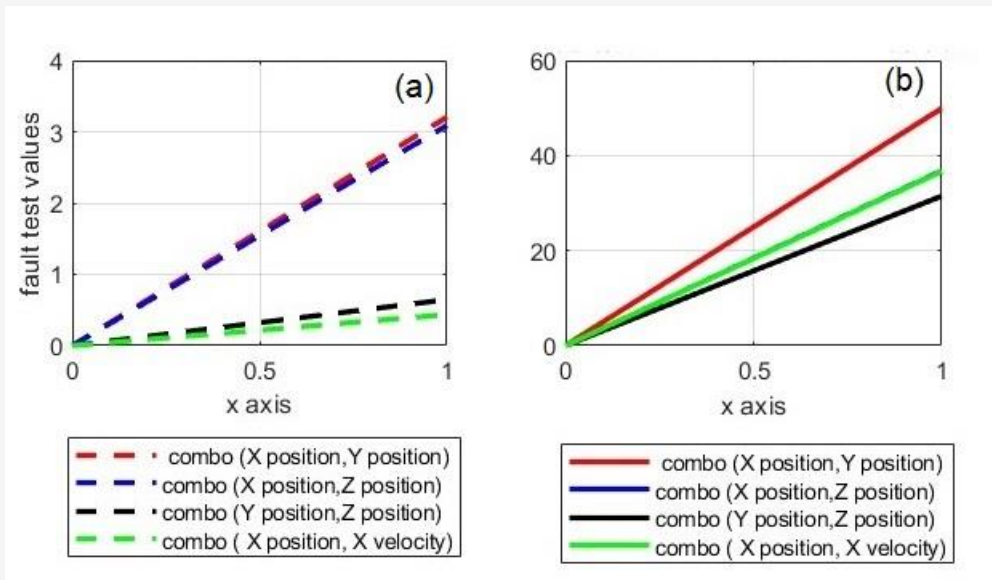 (a)
4
3
2
1
0
fault test values
0 0.5 1
x axis
combo (X position,Y position)
combo (X position,Z position)
combo (Y position,Z position)
combo ( X position, X velocity)
(b)
60
40
20
0
0 0.5 1
x axis
combo (X position,Y position)
combo (X position,Z position)
combo (Y position,Z position)
combo ( X position, X velocity)